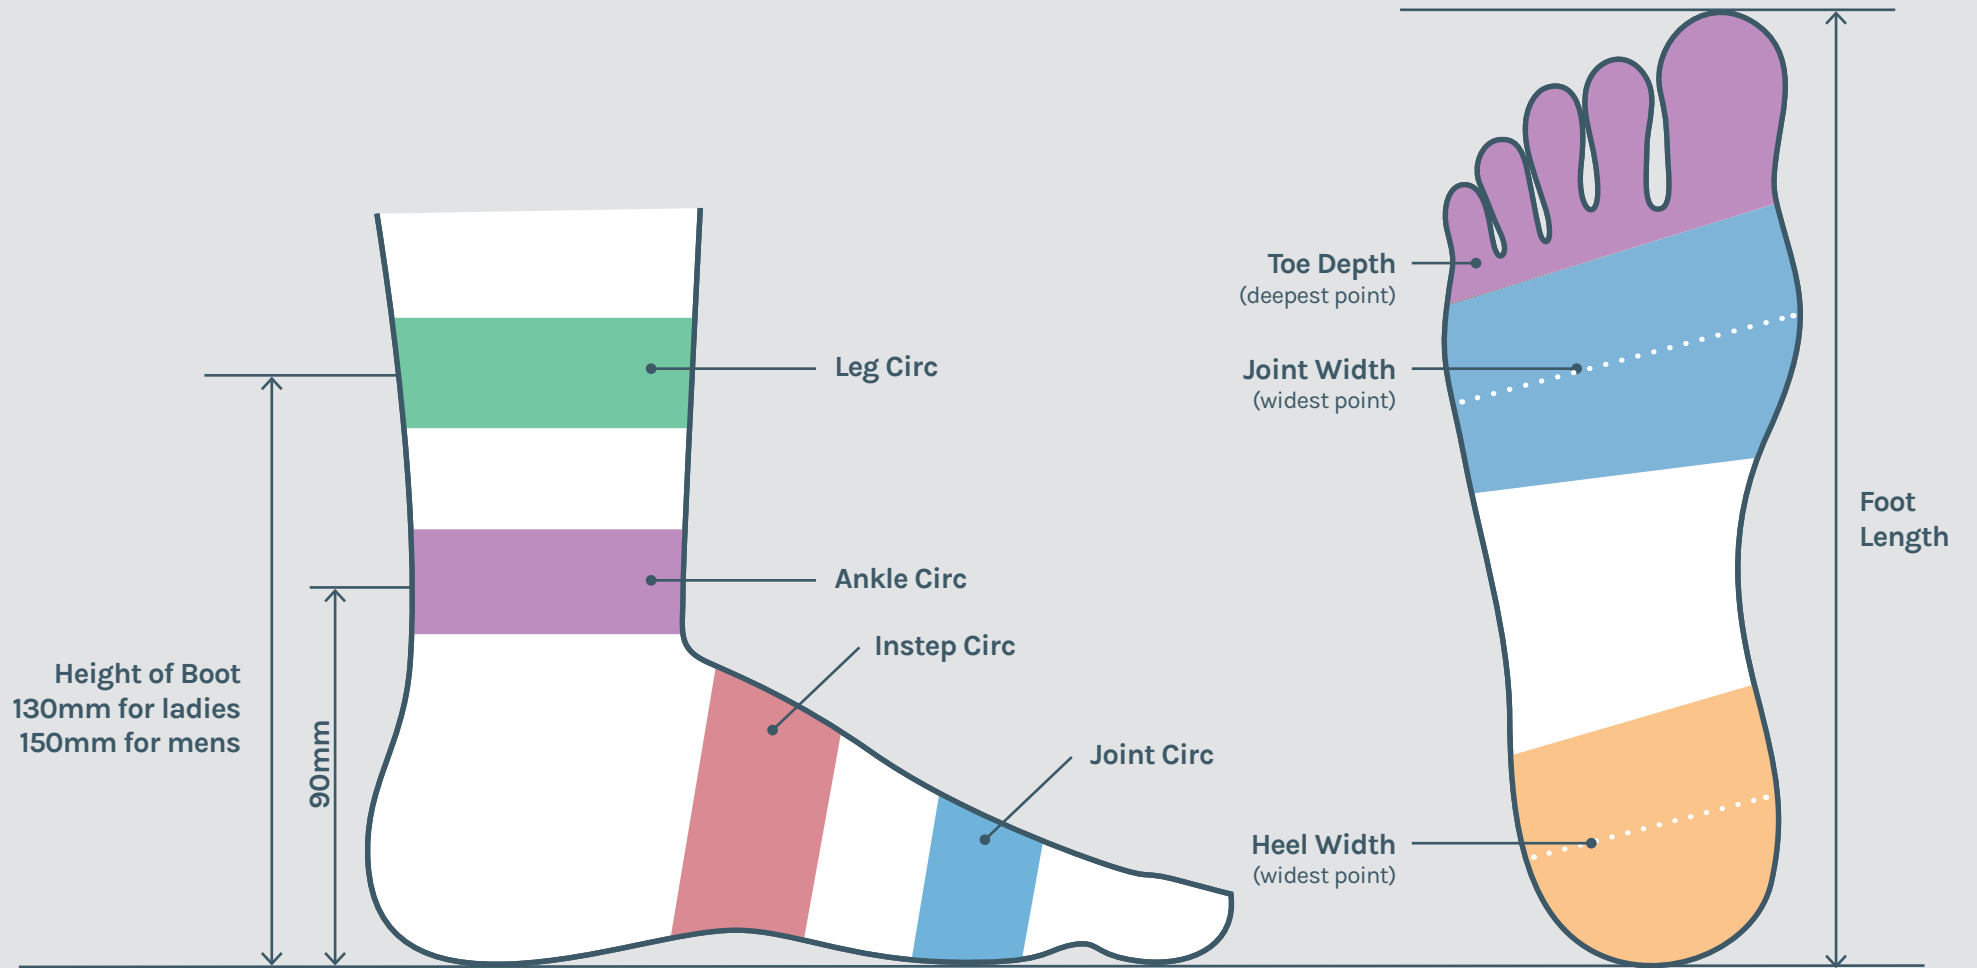 Leg Circ
Ankle Circ
Instep Circ
Joint Circ
Height of Boot
130mm for ladies
150mm for mens
90mm
Toe Depth
(deepest point)
Joint Width
(widest point)
Heel Width
(widest point)
Foot
Length